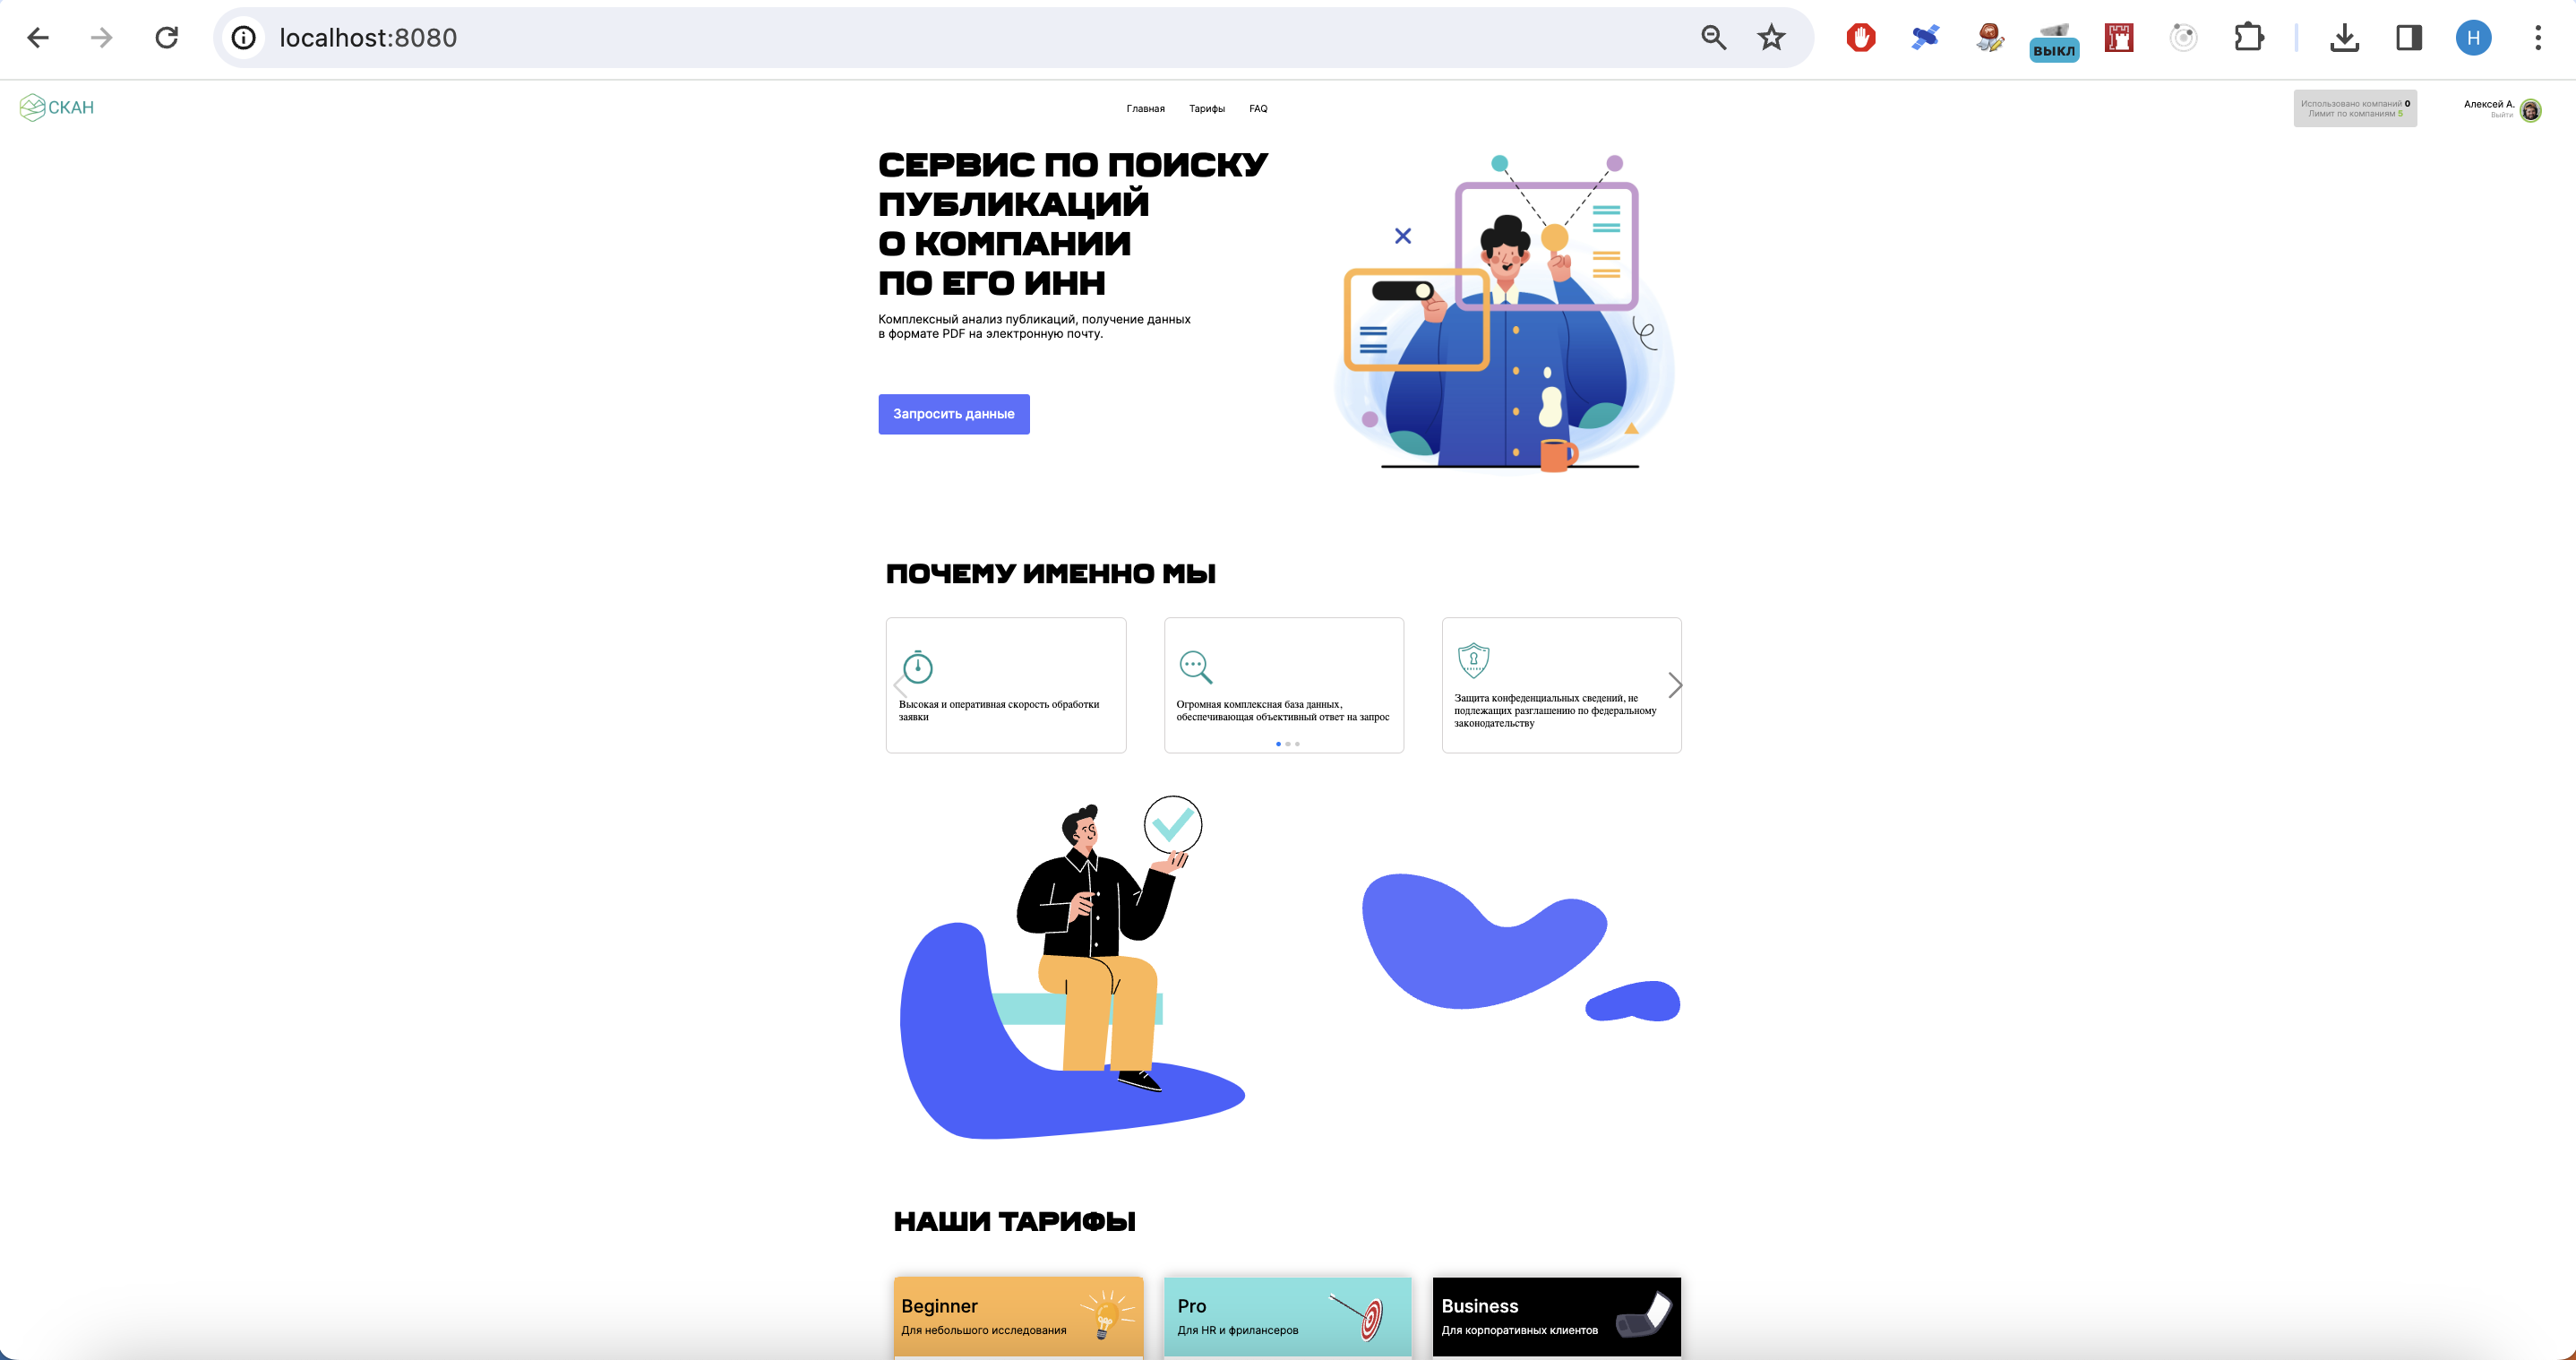 localhost:8080
ВЫКЛ
Н
СКАН
Главная
Тарифы
FAQ
Использовано компаний 0
Лимит по компаниям 5
Алексей А.
Выйти
СЕРВИС ПО ПОИСКУ
ПУБЛИКАЦИЙ
О КОМПАНИИ
ПО ЕГО ИНН
Комплексный анализ публикаций, получение данных
в формате PDF на электронную почту.
Запросить данные
ПОЧЕМУ ИМЕННО МЫ
Высокая и оперативная скорость обработки
заявки
Огромная комплексная база данных,
обеспечивающая объективный ответ на запрос
Защита конфеденциальных сведений, не
подлежащих разглашению по федеральному
законодательству
НАШИ ТАРИФЫ
Beginner
Для небольшого исследования
Pro
Для HR и фрилансеров
Business
Для корпоративных клиентов